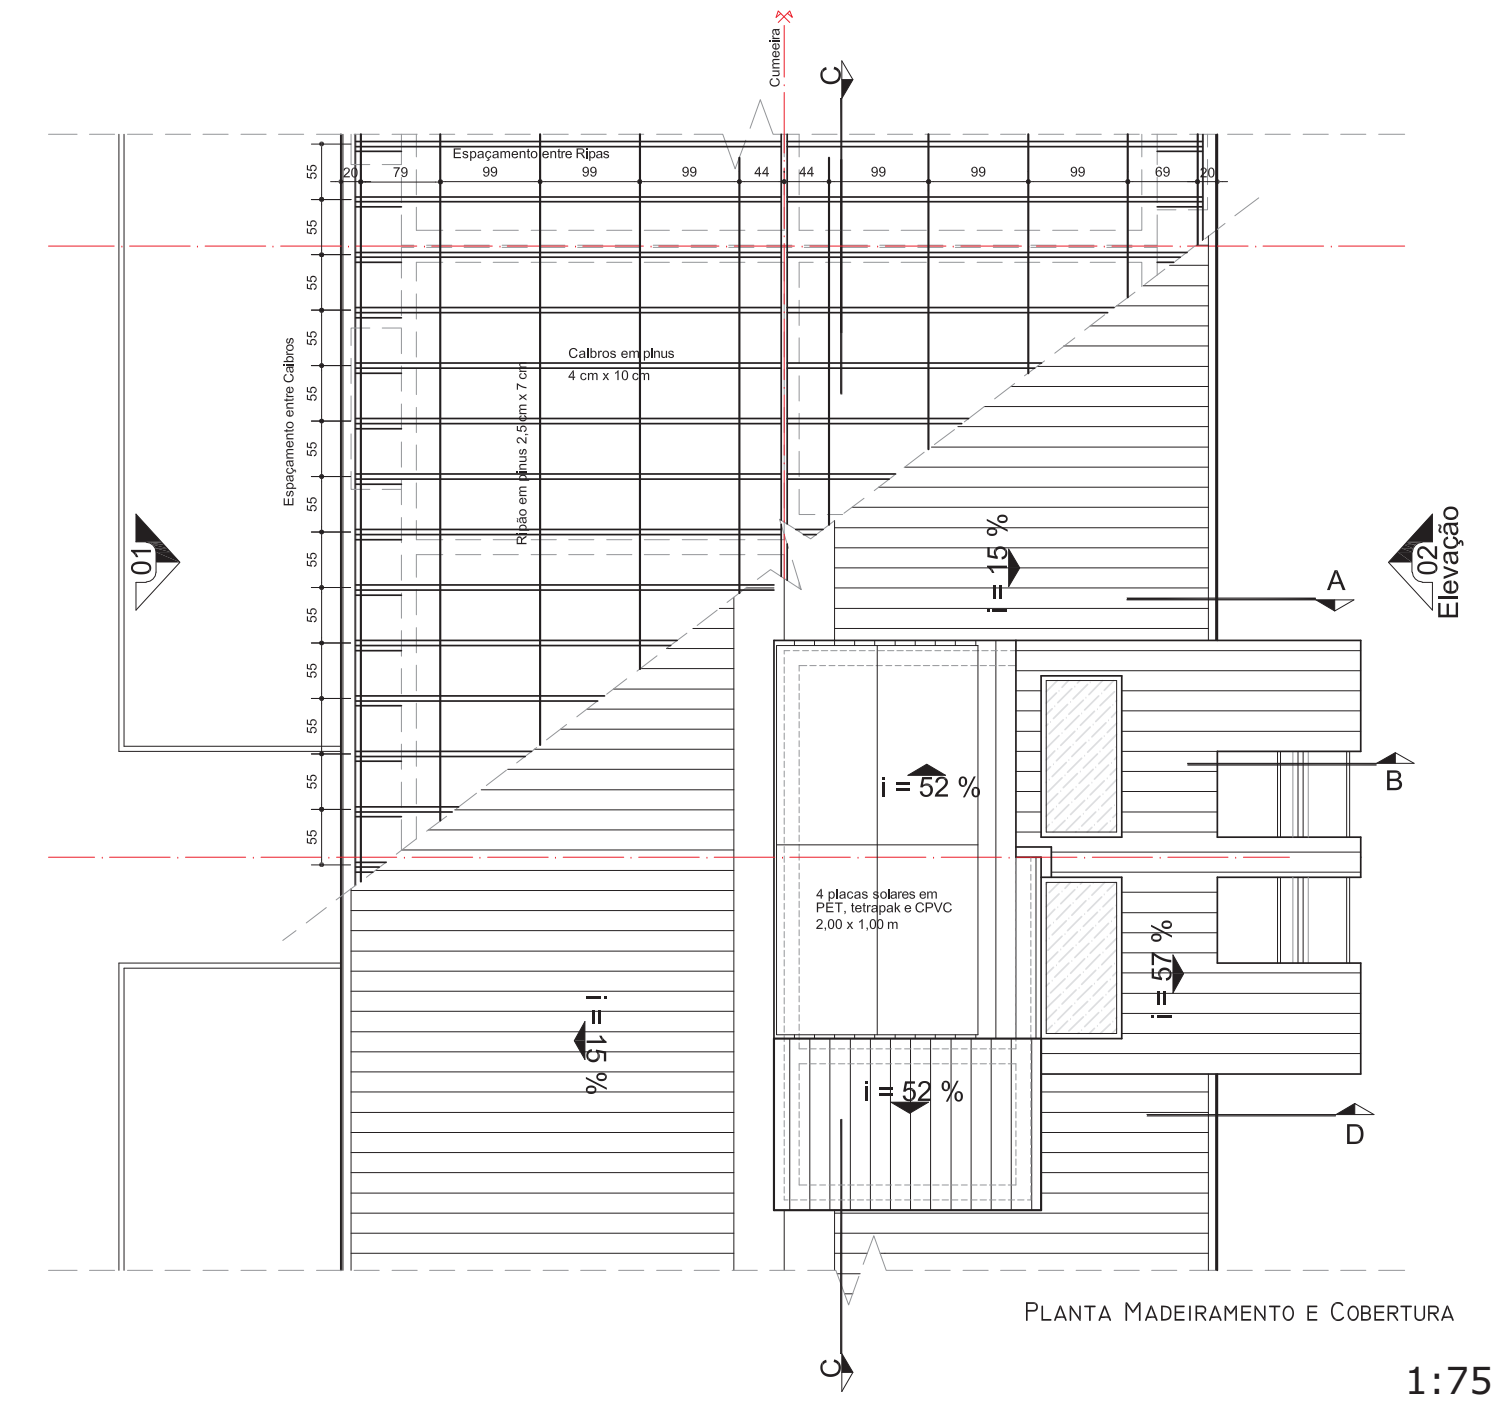 Cumeeira
C
Espaçamento entre Ripas
20 79 99 99 99 44 44 99 99 99 69 20
55
55
55
55
55
55
55
55
55
55
55
55
55
Espaçamento entre Caibros
Caibros em pinus
4 cm x 10 cm
Ripão em pinus 2,5 cm x 7 cm
01
i = 15 %
02
Elevação
A
B
i = 52 %
4 placas solares em
PET, tetrapak e CPVC
2,00 x 1,00 m
i = 57 %
i = 15 %
i = 52 %
D
C
PLANTA MADEIRAMENTO E COBERTURA
1:75